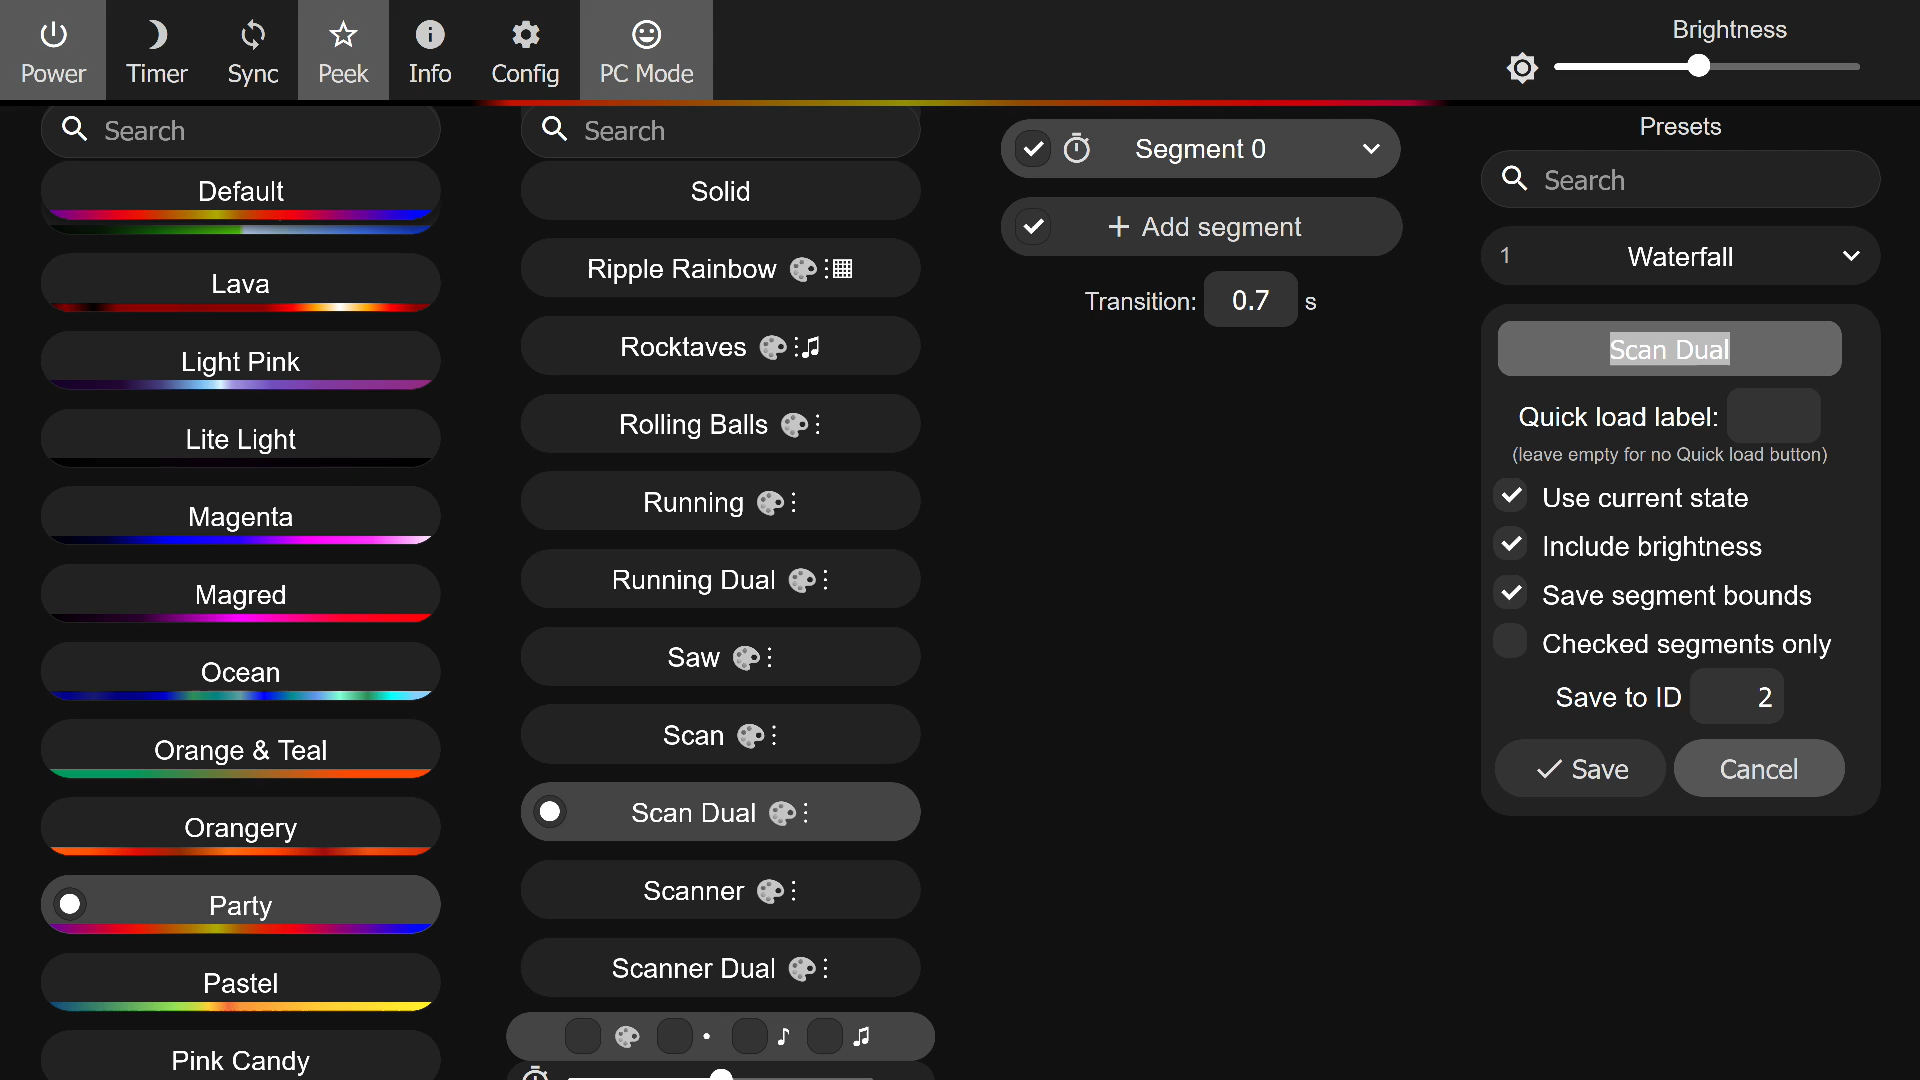 Power
Timer
Sync
Peek
Info
Config
PC Mode
Brightness
Search
Default
Lava
Light Pink
Lite Light
Magenta
Magred
Ocean
Orange & Teal
Orangery
Party
Pastel
Pink Candy
Search
Solid
Ripple Rainbow
Rocktaves
Rolling Balls
Running
Running Dual
Saw
Scan
Scan Dual
Scanner
Scanner Dual
Segment 0
+ Add segment
Transition: 0.7 s
Presets
Search
1 Waterfall
Scan Dual
Quick load label:
(leave empty for no Quick load button)
Use current state
Include brightness
Save segment bounds
Checked segments only
Save to ID 2
Save
Cancel